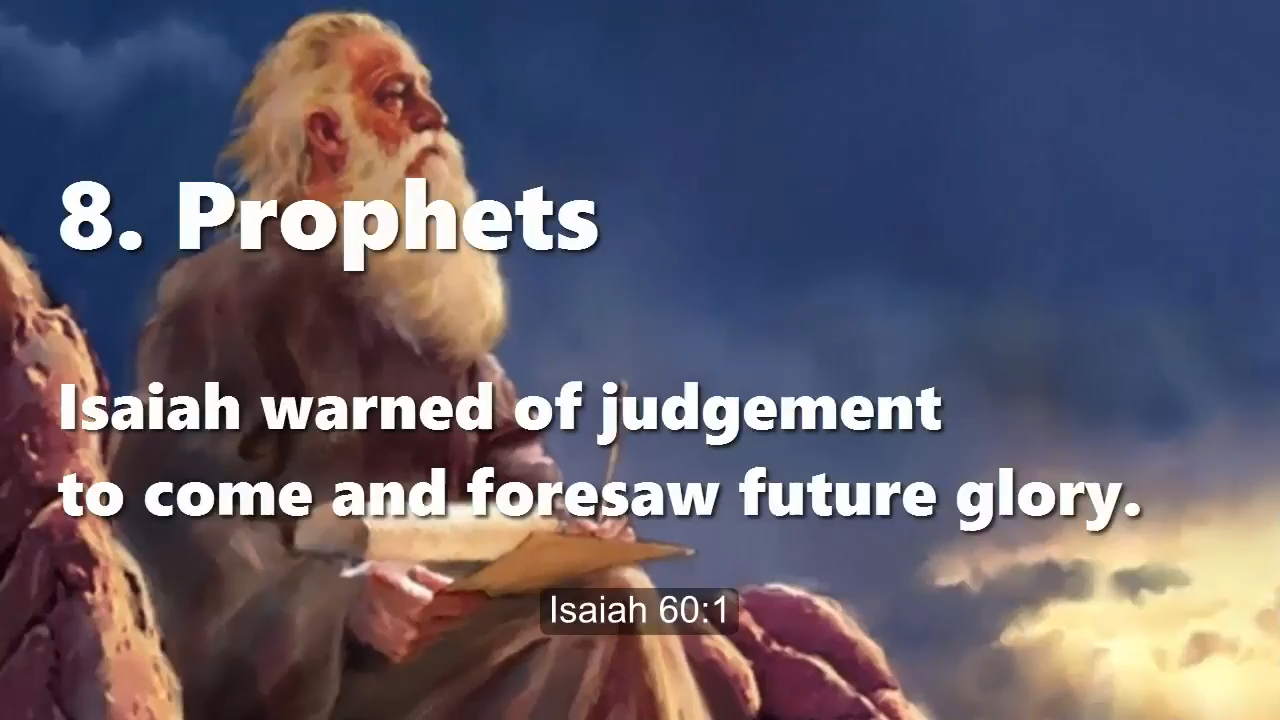 8. Prophets
Isaiah warned of judgement
to come and foresaw future glory.
Isaiah 60:1